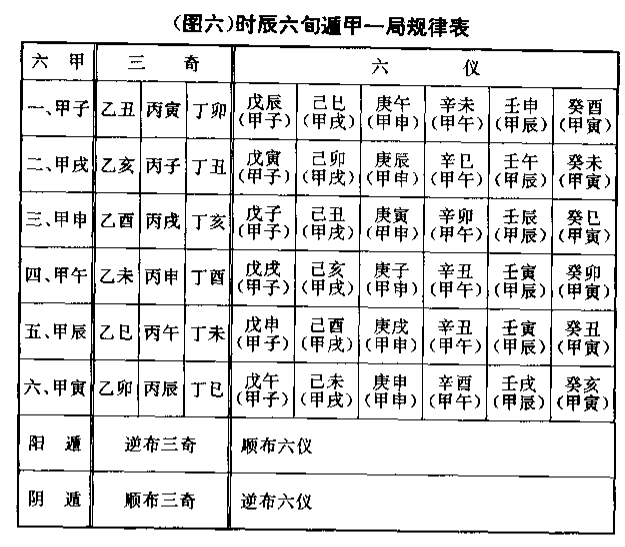 (图六)时辰六旬遁甲一局规律表
六甲 三奇 六仪
一、甲子 乙丑 丙寅 丁卯 戊辰 己巳 庚午 辛未 壬申 癸酉
(甲子) (甲戌) (甲申) (甲午) (甲辰) (甲寅)
二、甲戌 乙亥 丙子 丁丑 戊寅 己卯 庚辰 辛巳 壬午 癸未
(甲子) (甲戌) (甲申) (甲午) (甲辰) (甲寅)
三、甲申 乙酉 丙戌 丁亥 戊子 己丑 庚寅 辛卯 壬辰 癸巳
(甲子) (甲戌) (甲申) (甲午) (甲辰) (甲寅)
四、甲午 乙未 丙申 丁酉 戊戌 己亥 庚子 辛丑 壬寅 癸卯
(甲子) (甲戌) (甲申) (甲午) (甲辰) (甲寅)
五、甲辰 乙巳 丙午 丁未 戊申 己酉 庚戌 辛丑 壬寅 癸丑
(甲子) (甲戌) (甲申) (甲午) (甲辰) (甲寅)
六、甲寅 乙卯 丙辰 丁巳 戊午 己未 庚申 辛酉 壬戌 癸亥
(甲子) (甲戌) (甲申) (甲午) (甲辰) (甲寅)
阳遁 逆布三奇 顺布六仪
阴遁 顺布三奇 逆布六仪